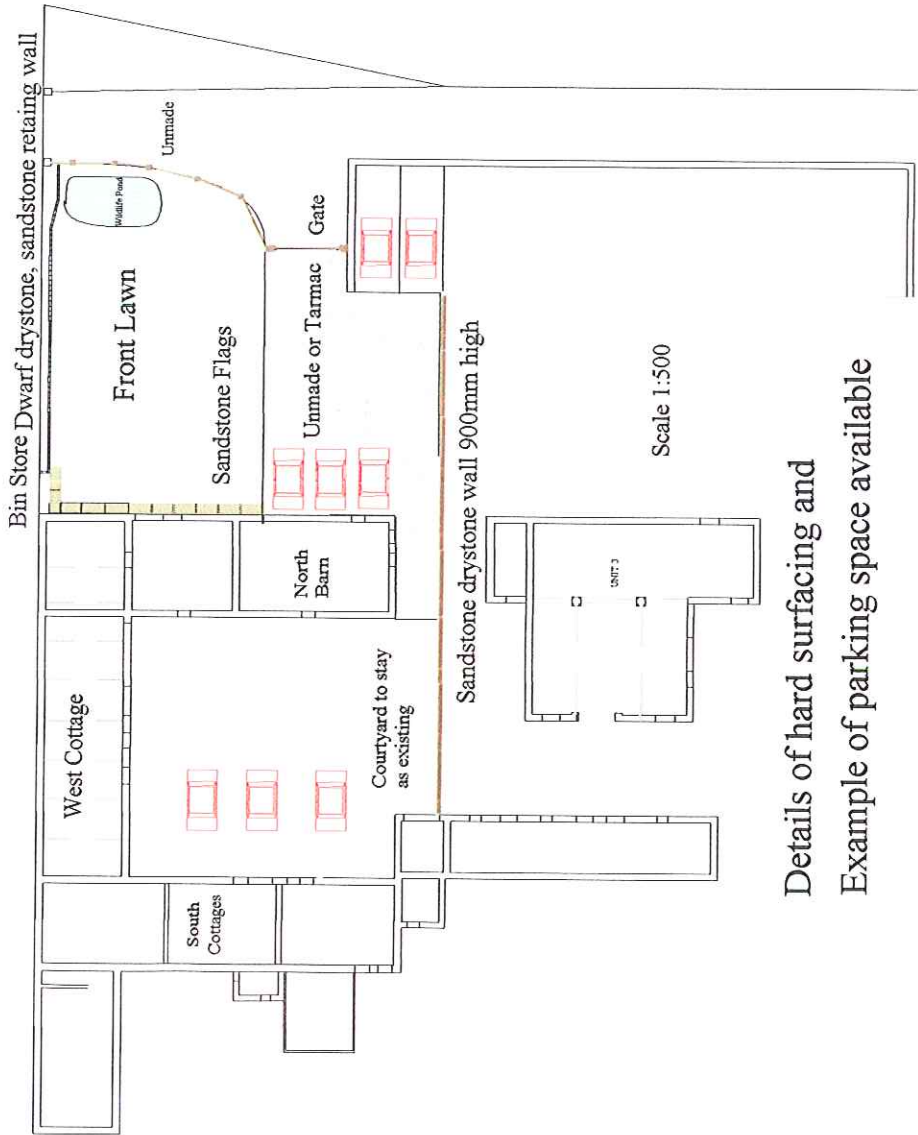 Bin Store
Dwarf drystone, sandstone retaing wall
West Cottage
Front Lawn
Wildlife Pond
Unmade
South
Cottages
North
Barn
Sandstone Flags
Gate
Unmade or Tarmac
Courtyard to stay
as existing
Sandstone drystone wall 900mm high
UNIT 3
Scale 1:500
Details of hard surfacing and
Example of parking space available